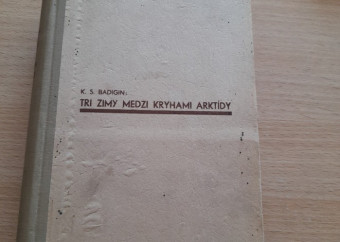 K. S. BADIGIN:
TRI ZIMY MEDZI KRYHAMI ARKTÍDY